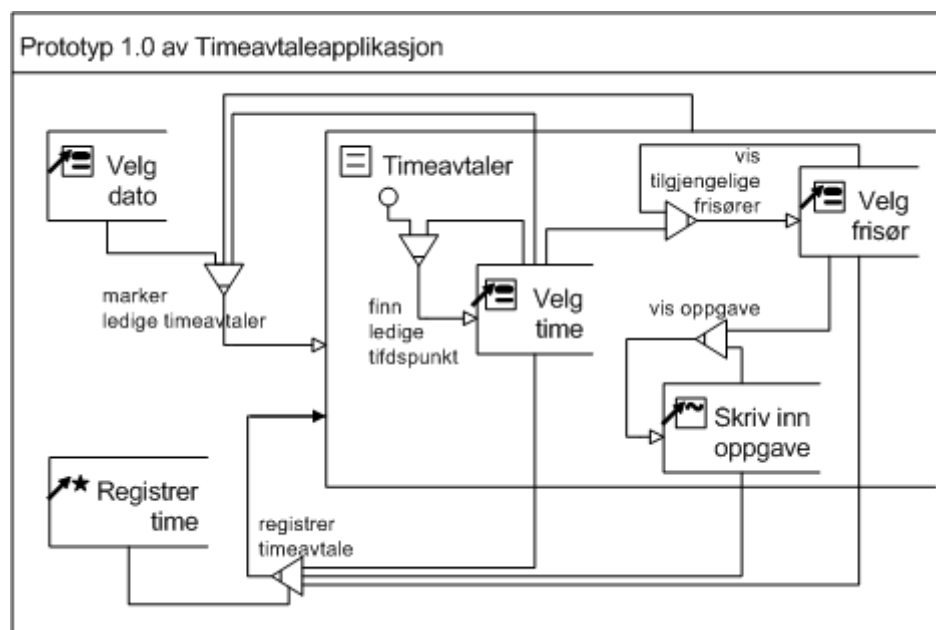 Prototyp 1.0 av Timeavtaleapplikasjon
Velg
dato
marker
ledige timeavtaler
Timeavtaler
finn
ledige
tifdspunkt
Velg
time
vis
tilgjengelige
frisører
Velg
frisør
vis oppgave
Skriv inn
oppgave
Registrer
time
registrer
timeavtale